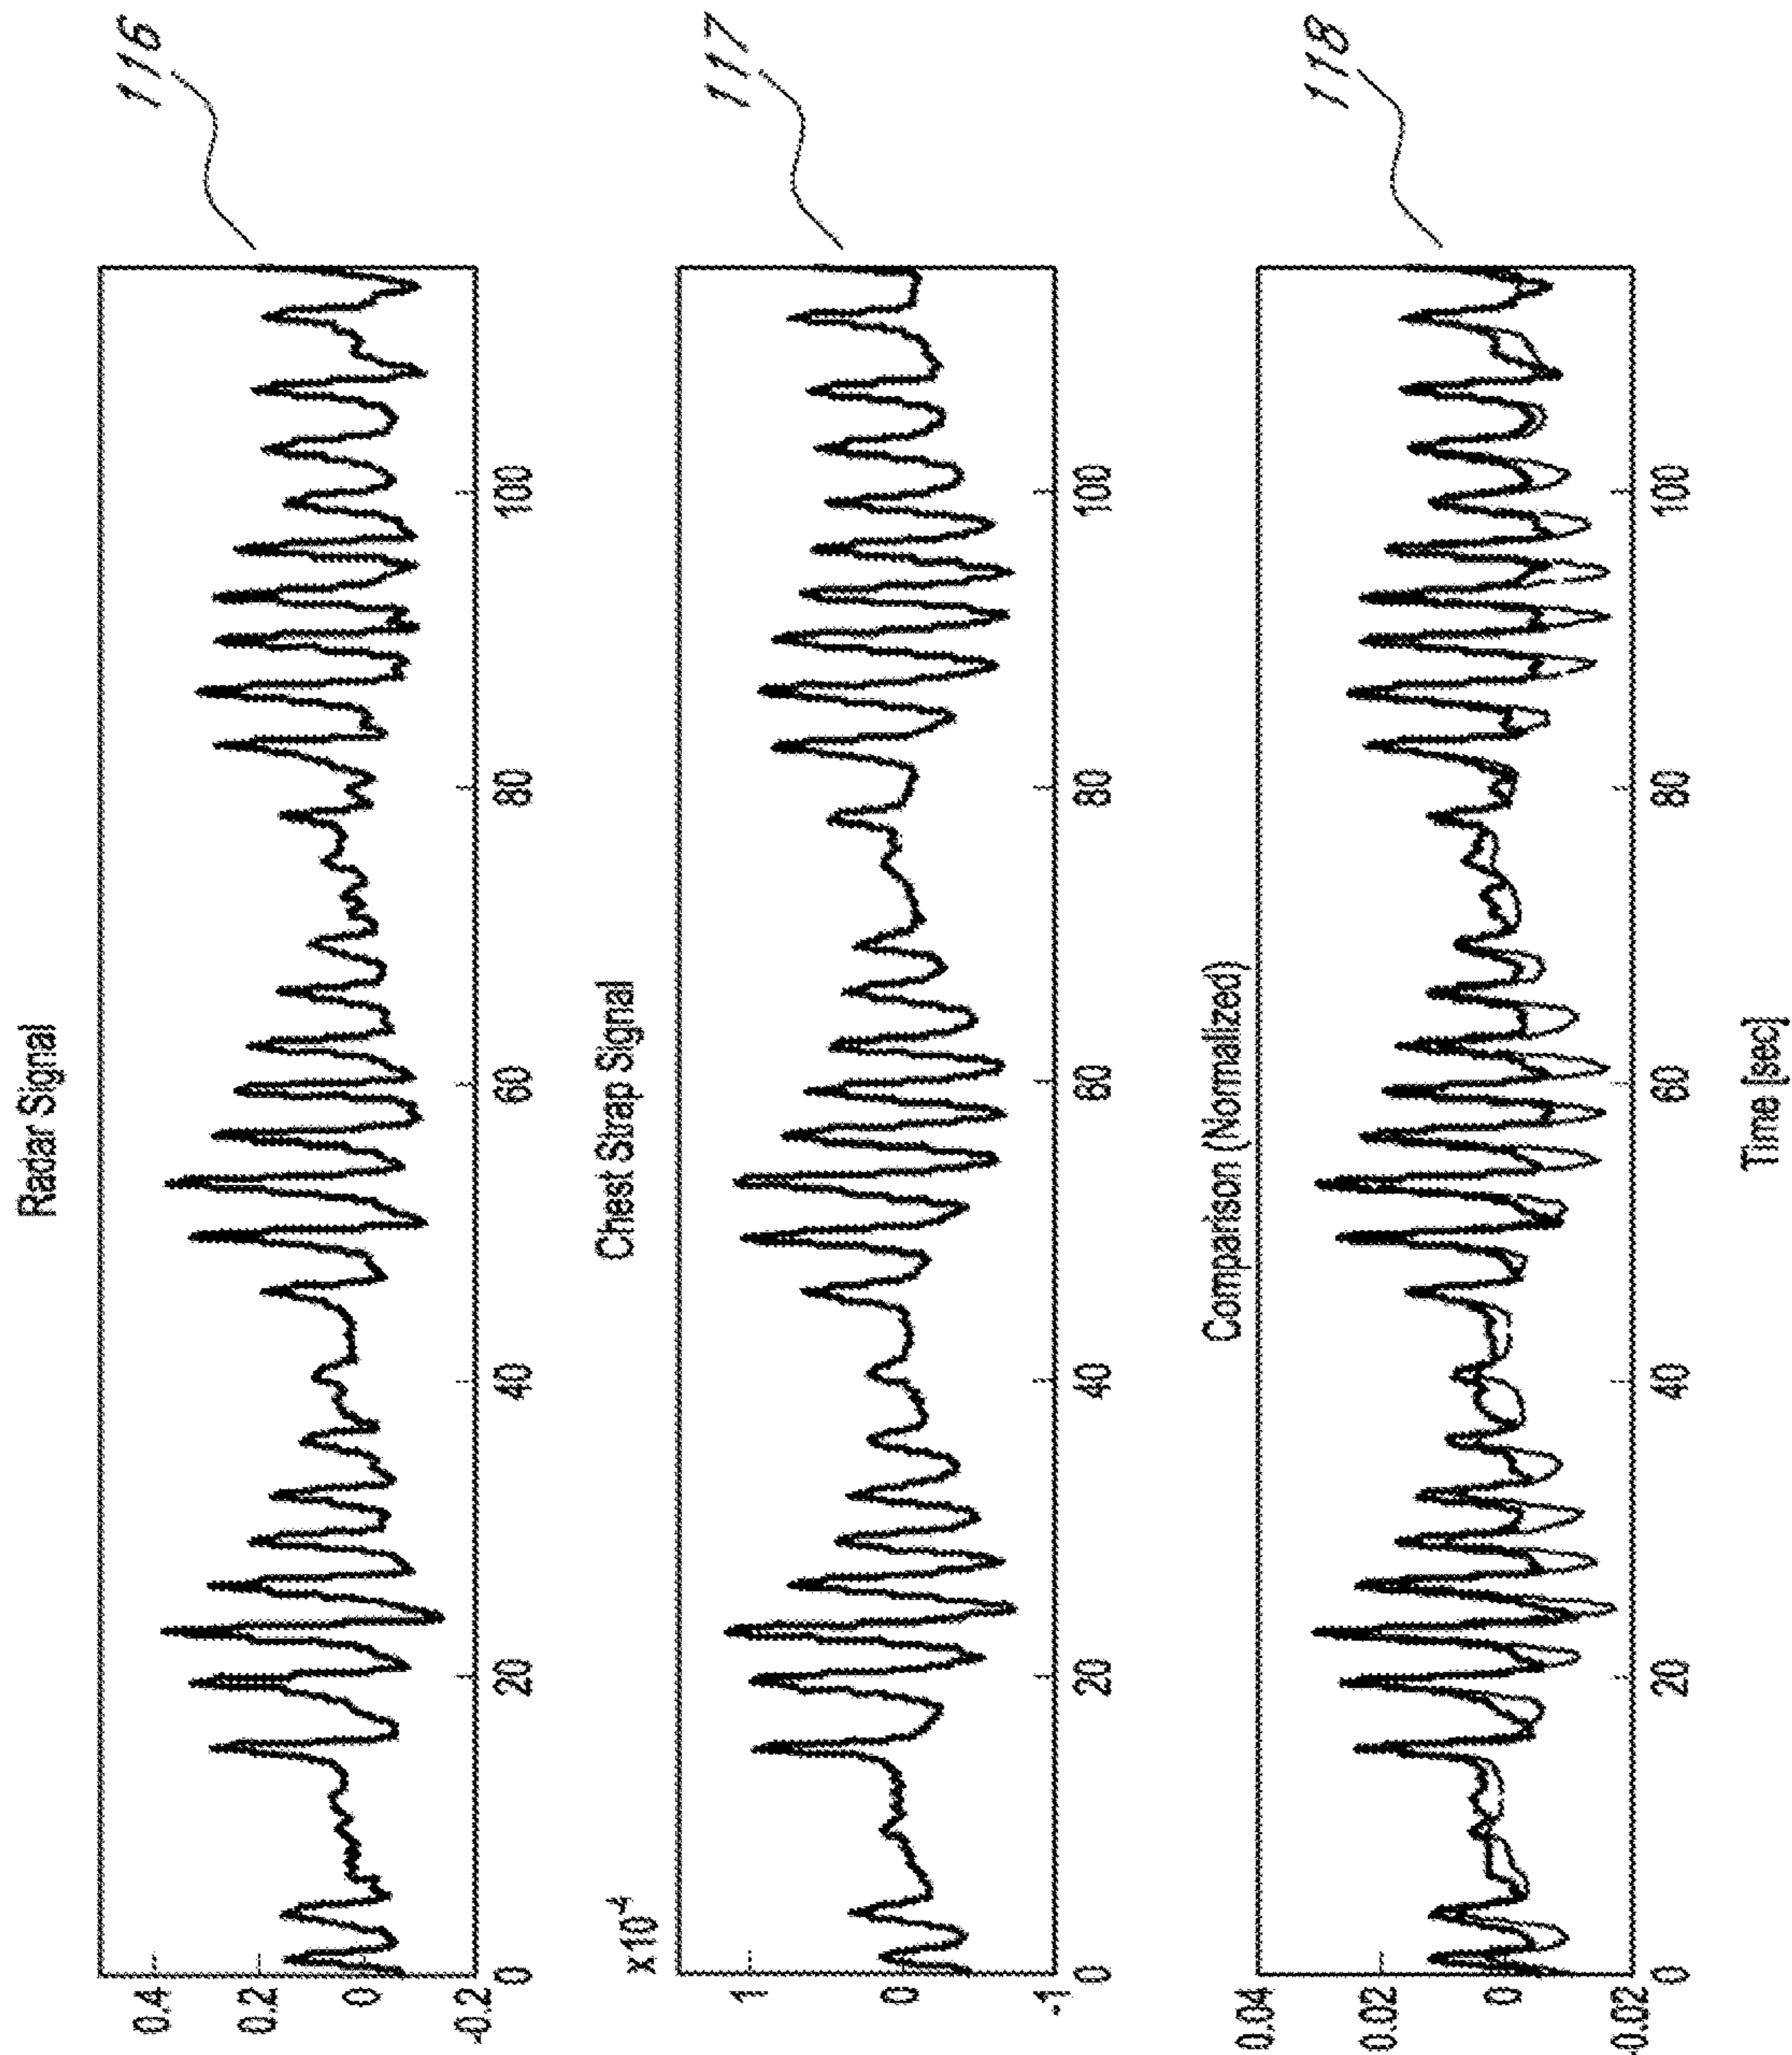 Radar Signal
116
0.4
0.2
0
-0.2
0 20 40 60 80 100
Chest Strap Signal
x10⁻⁴
117
1
0
-1
0 20 40 60 80 100
Comparison (Normalized)
118
0.04
0.02
0
-0.02
0 20 40 60 80 100
Time [sec]